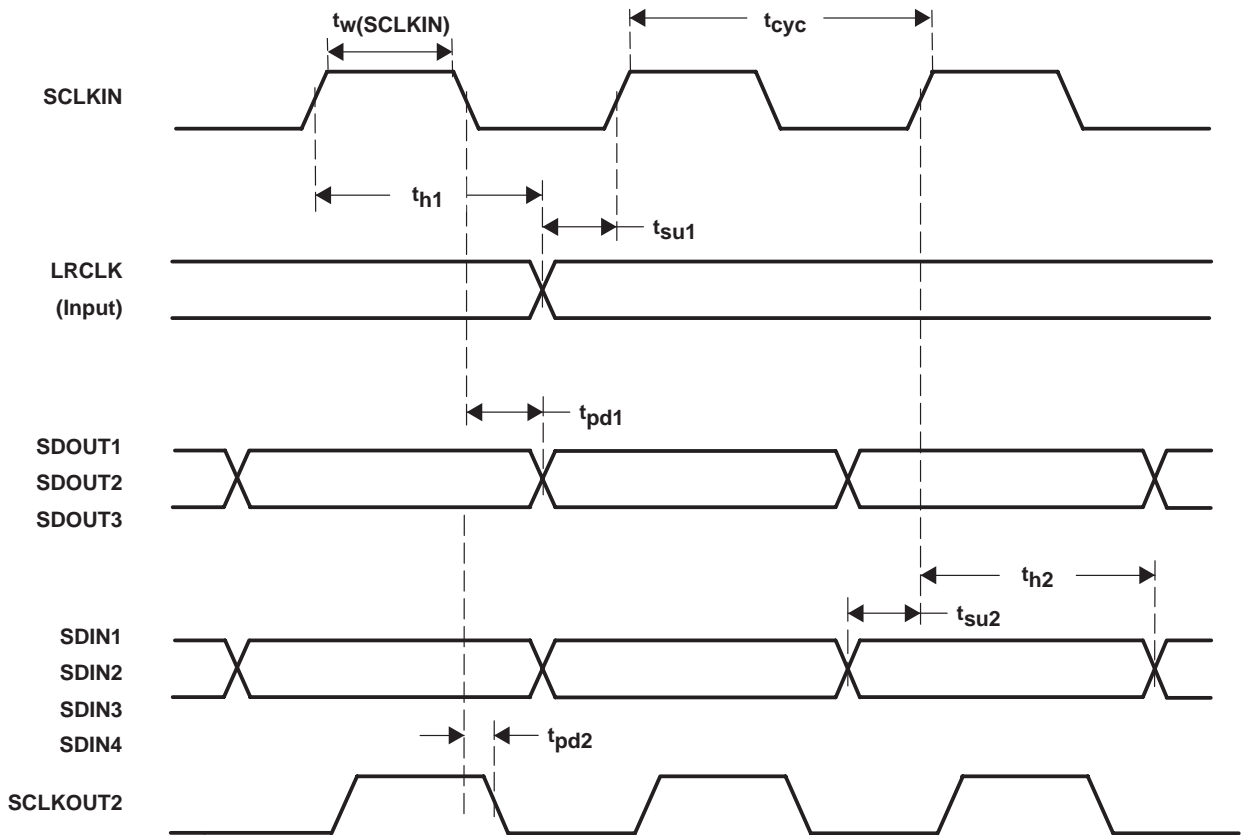 tw(SCLKIN)
tcyc
SCLKIN
th1
tsu1
LRCLK
(Input)
tpd1
SDOUT1
SDOUT2
SDOUT3
th2
tsu2
SDIN1
SDIN2
SDIN3
SDIN4
tpd2
SCLKOUT2